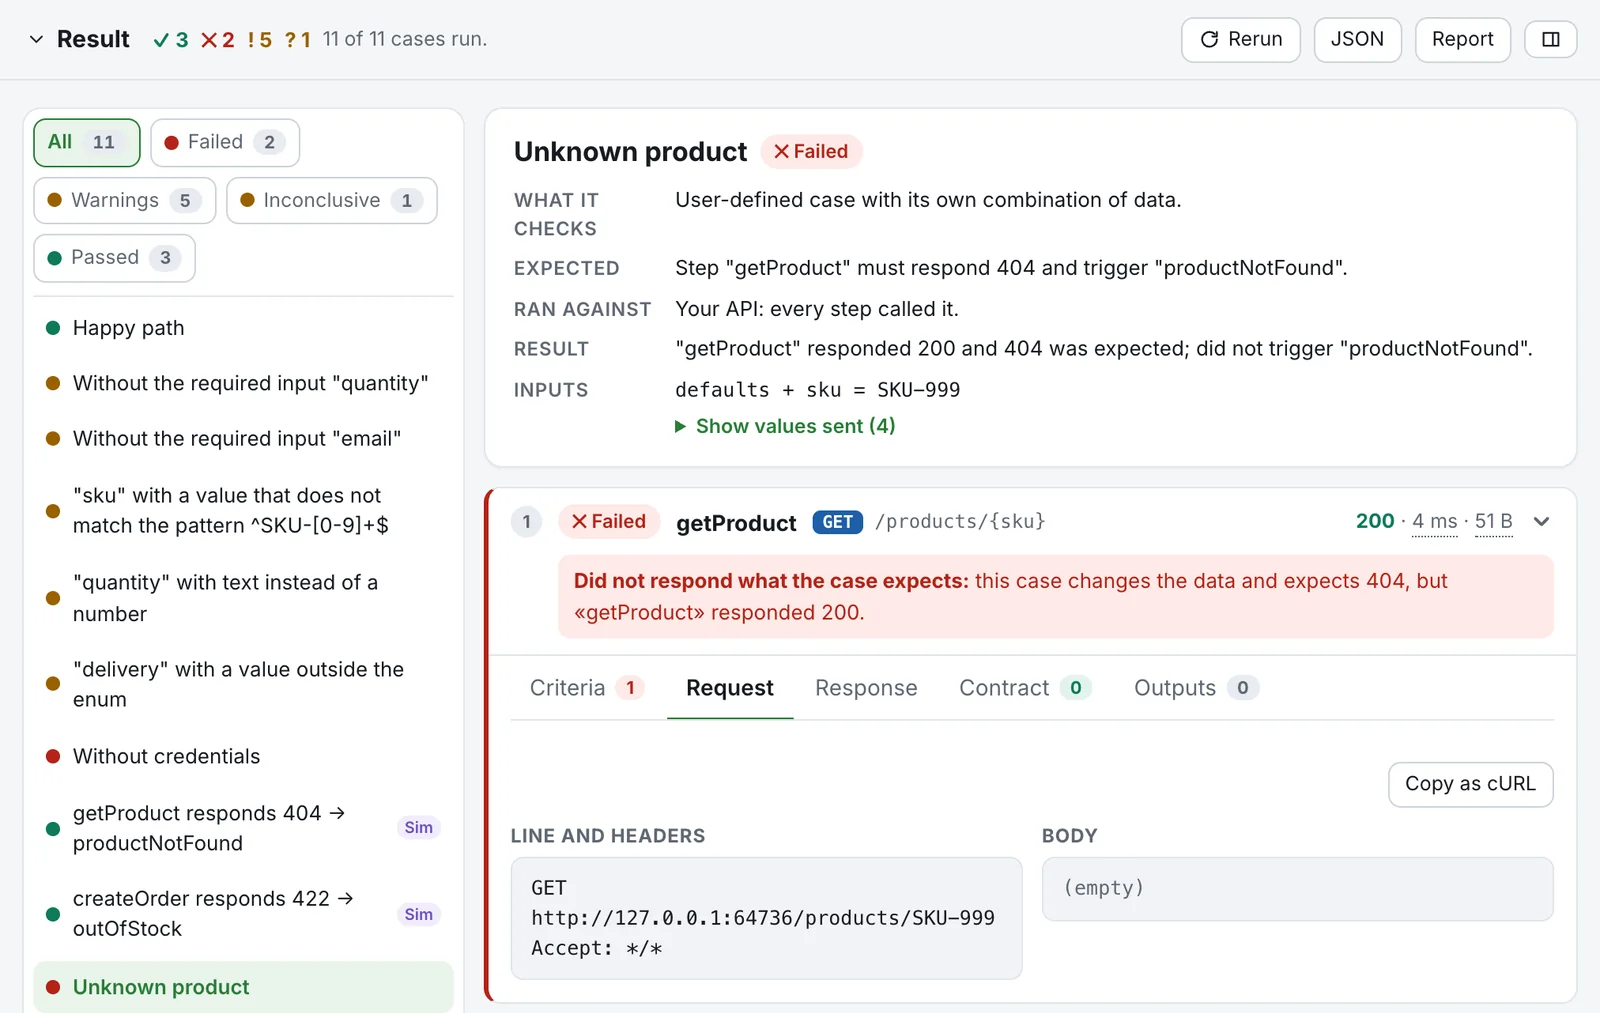 Result ✓ 3 ✕ 2 ! 5 ? 1 11 of 11 cases run.
Rerun JSON Report
All 11 Failed 2
Warnings 5 Inconclusive 1
Passed 3
Happy path
Without the required input "quantity"
Without the required input "email"
"sku" with a value that does not
match the pattern ^SKU-[0-9]+$
"quantity" with text instead of a
number
"delivery" with a value outside the
enum
Without credentials
getProduct responds 404 →
productNotFound
Sim
createOrder responds 422 →
outOfStock
Sim
Unknown product
Unknown product ✕ Failed
WHAT IT
CHECKS
User-defined case with its own combination of data.
EXPECTED Step "getProduct" must respond 404 and trigger "productNotFound".
RAN AGAINST Your API: every step called it.
RESULT "getProduct" responded 200 and 404 was expected; did not trigger "productNotFound".
INPUTS defaults + sku = SKU-999
▶ Show values sent (4)
1 ✕ Failed getProduct GET /products/{sku} 200 · 4 ms · 51 B
Did not respond what the case expects: this case changes the data and expects 404, but
«getProduct» responded 200.
Criteria 1 Request Response Contract 0 Outputs 0
Copy as cURL
LINE AND HEADERS
GET
http://127.0.0.1:64736/products/SKU-999
Accept: */*
BODY
(empty)